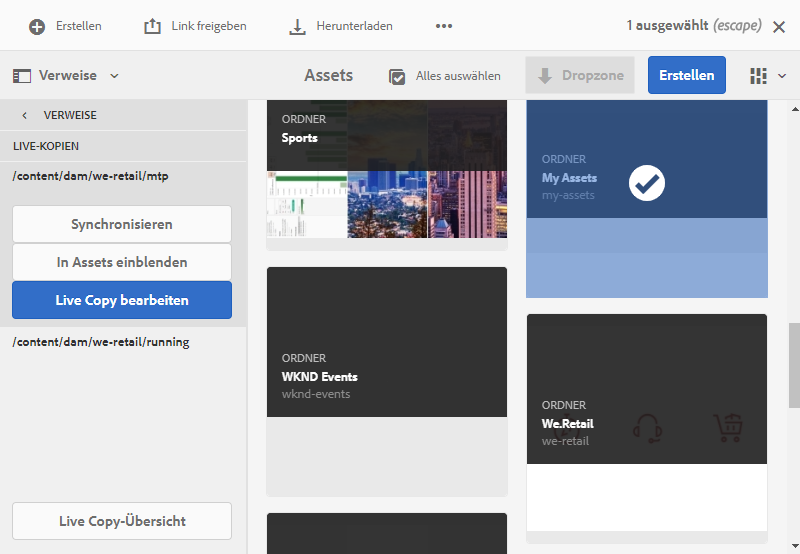 Erstellen
Link freigeben
Herunterladen
1 ausgewählt (escape)
Verweise
Assets
Alles auswählen
Dropzone
Erstellen
VERWEISE
LIVE-KOPIEN
/content/dam/we-retail/mtp
Synchronisieren
In Assets einblenden
Live Copy bearbeiten
/content/dam/we-retail/running
Live Copy-Übersicht
ORDNER
Sports
ORDNER
My Assets
my-assets
ORDNER
WKND Events
wknd-events
ORDNER
We.Retail
we-retail